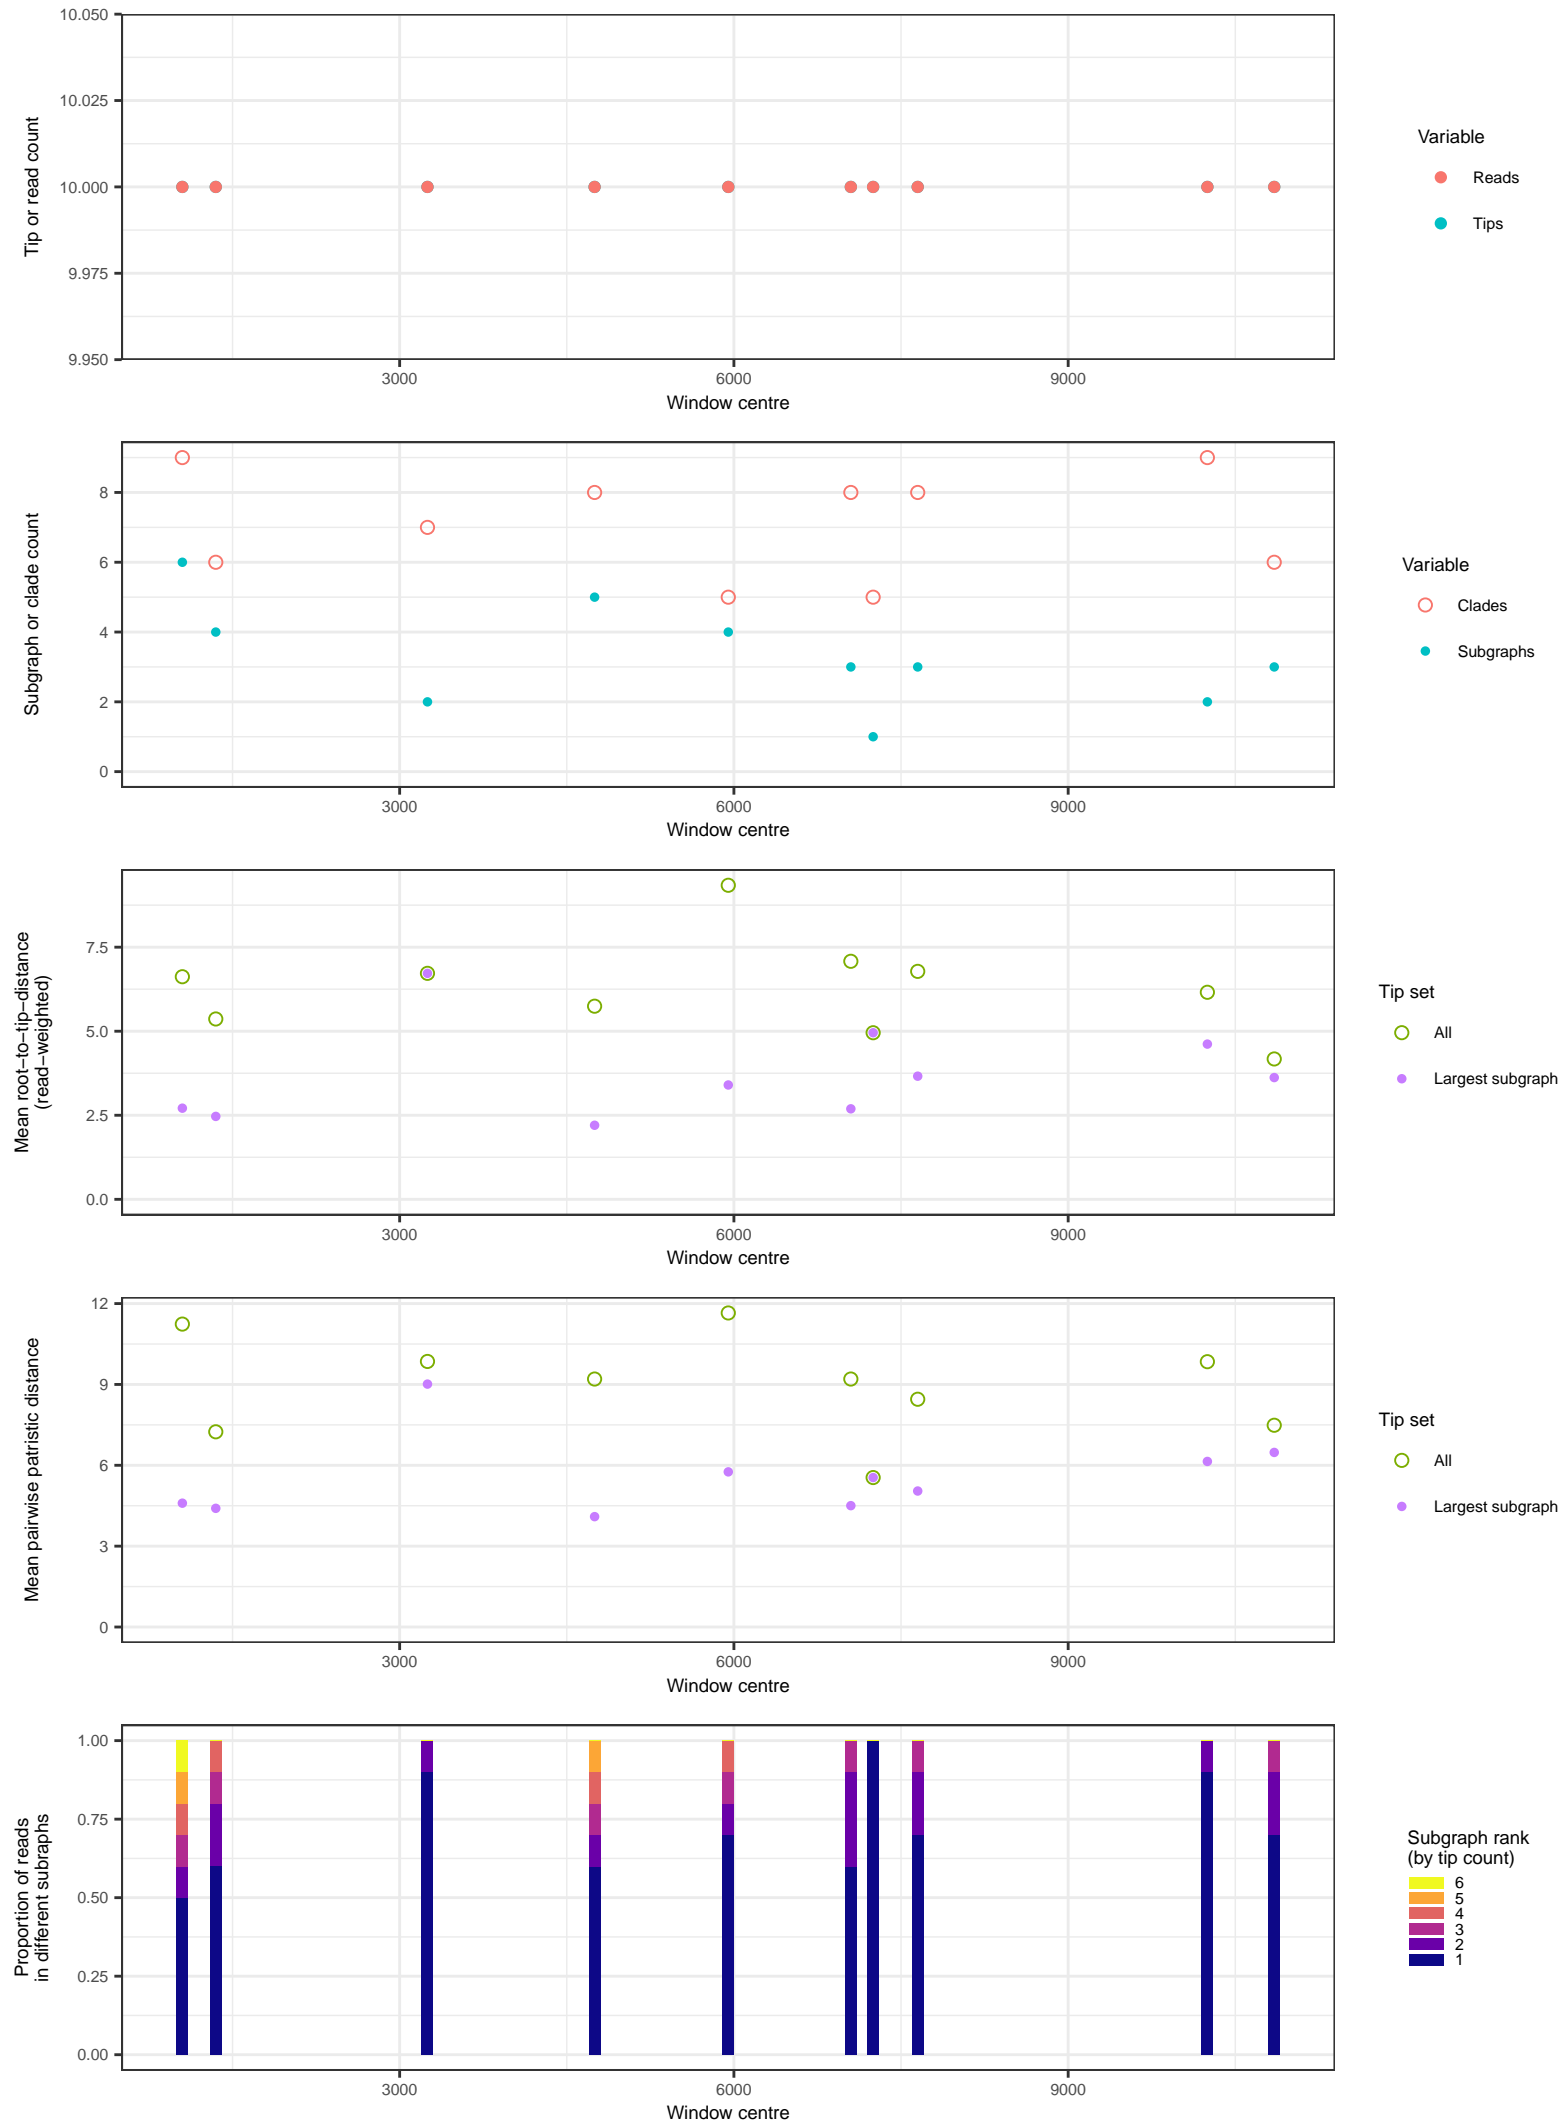 10.050
10.025
10.000
9.975
9.950
Tip or read count
3000
6000
9000
Window centre
Variable
Reads
Tips
8
6
4
2
0
Subgraph or clade count
3000
6000
9000
Window centre
Variable
Clades
Subgraphs
7.5
5.0
2.5
0.0
Mean root−to−tip−distance
(read−weighted)
3000
6000
9000
Window centre
Tip set
All
Largest subgraph
12
9
6
3
0
Mean pairwise patristic distance
3000
6000
9000
Window centre
Tip set
All
Largest subgraph
1.00
0.75
0.50
0.25
0.00
Proportion of reads
in different subraphs
3000
6000
9000
Window centre
Subgraph rank
(by tip count)
6
5
4
3
2
1